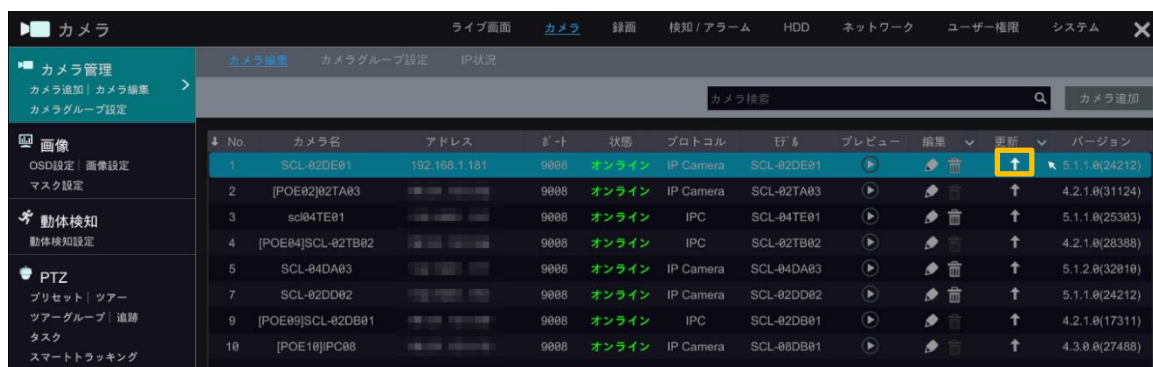 カメラ ライブ画面 カメラ 録画 検知 / アラーム HDD ネットワーク ユーザー権限 システム
カメラ管理
カメラ追加 | カメラ編集
カメラグループ設定
カメラ編集 カメラグループ設定 IP状況
カメラ検索 カメラ追加
画像
OSD設定 | 画像設定
マスク設定
動体検知
動体検知設定
PTZ
プリセット | ツアー
ツアーグループ | 追跡
タスク
スマートトラッキング
No. カメラ名 アドレス ポート 状態 プロトコル モデル プレビュー 編集 更新 バージョン
1 SCL-02DE01 192.168.1.181 9008 オンライン IP Camera SCL-02DE01 5.1.1.0(24212)
2 [POE02]02TA03 9008 オンライン IP Camera SCL-02TA03 4.2.1.0(31124)
3 scl04TE01 9008 オンライン IPC SCL-04TE01 5.1.1.0(25303)
4 [POE04]SCL-02TB02 9008 オンライン IPC SCL-02TB02 4.2.1.0(28388)
5 SCL-04DA03 9008 オンライン IP Camera SCL-04DA03 5.1.2.0(32010)
7 SCL-02DD02 9008 オンライン IP Camera SCL-02DD02 5.1.1.0(24212)
9 [POE09]SCL-02DB01 9008 オンライン IPC SCL-02DB01 4.2.1.0(17311)
10 [POE10]IPC08 9008 オンライン IP Camera SCL-08DB01 4.3.0.0(27488)